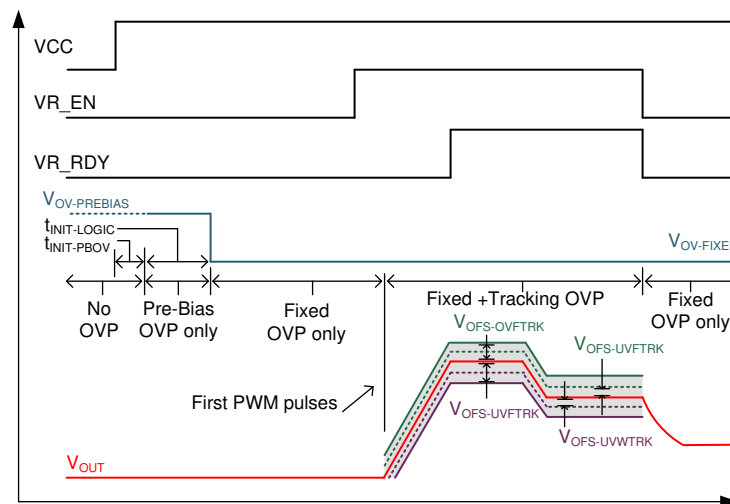 VCC
VR_EN
VR_RDY
VOV-PREBIAS
tINIT-LOGIC
tINIT-PBOV
VOV-FIXED
No
OVP
Pre-Bias
OVP only
Fixed
OVP only
Fixed +Tracking OVP
Fixed
OVP only
VOFS-OVFTRK
VOFS-UVFTRK
First PWM pulses
VOFS-UVFTRK
VOFS-UVWTRK
VOUT